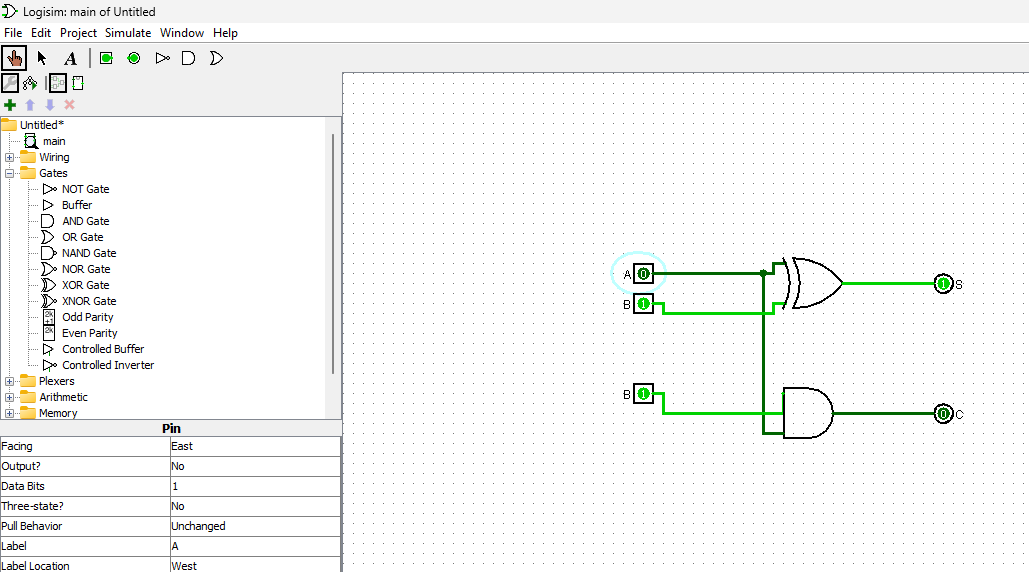 Logisim: main of Untitled
File Edit Project Simulate Window Help
A
Untitled*
main
Wiring
Gates
NOT Gate
Buffer
AND Gate
OR Gate
NAND Gate
NOR Gate
XOR Gate
XNOR Gate
2k+1 Odd Parity
2k Even Parity
Controlled Buffer
Controlled Inverter
Plexers
Arithmetic
Memory
Pin
Facing East
Output? No
Data Bits 1
Three-state? No
Pull Behavior Unchanged
Label A
Label Location West
A 0
B 1
1 S
B 1
0 C